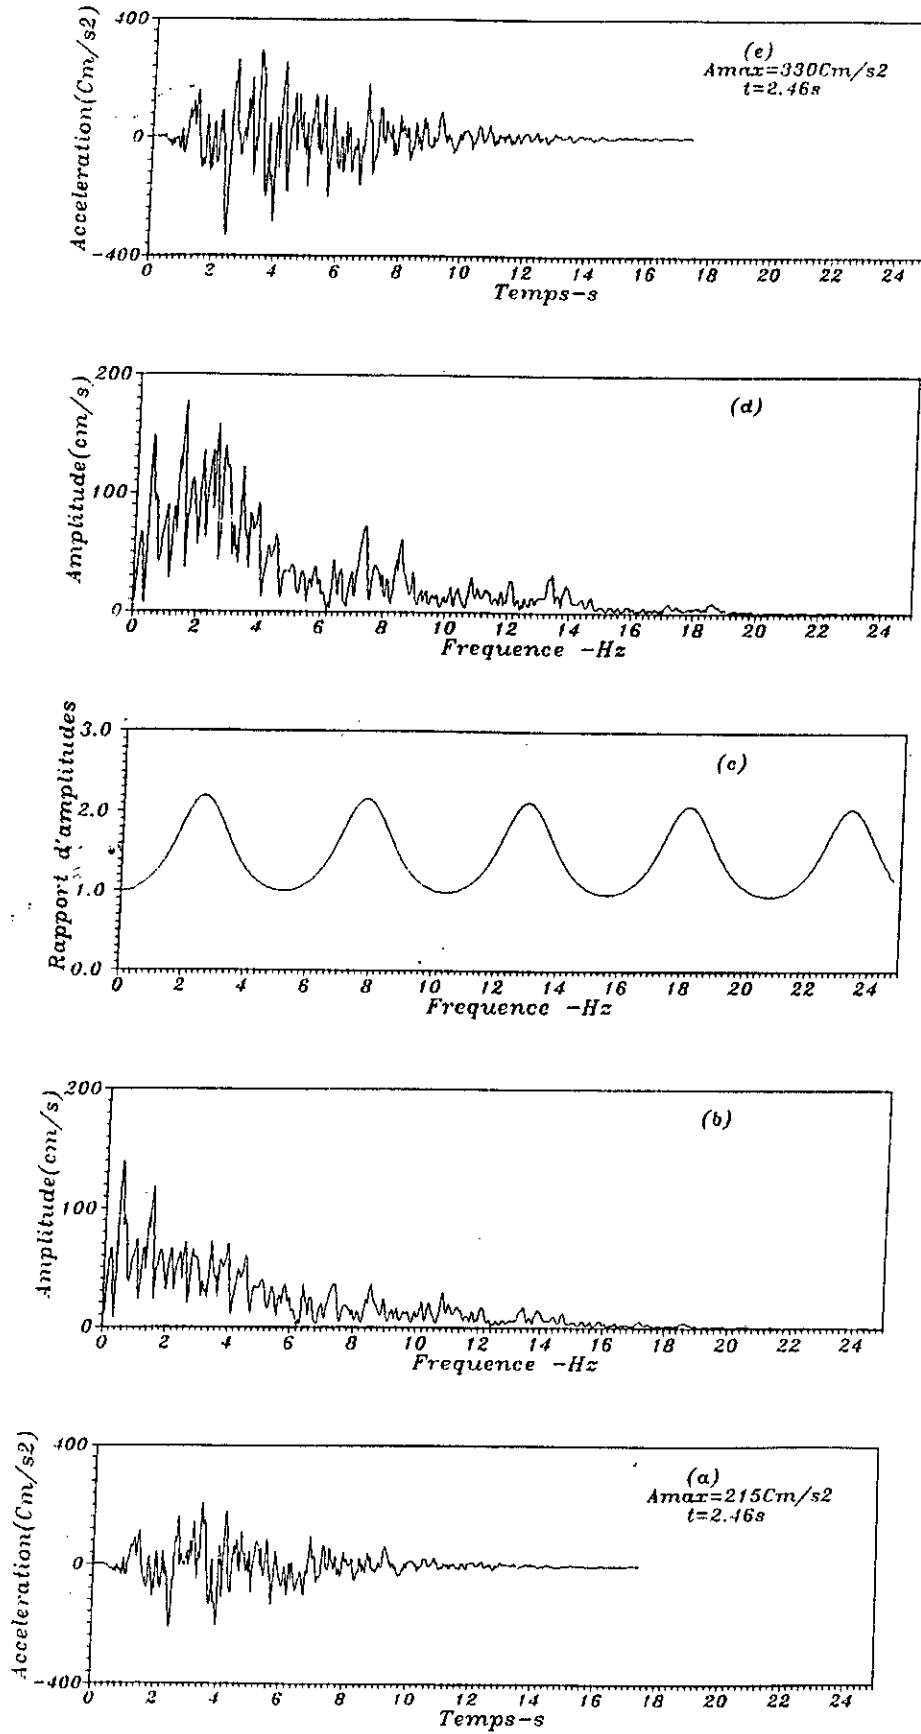 400
(e)
Amax=330Cm/s2
t=2.46s
Acceleration(Cm/s2)
0
-400
0 2 4 6 8 10 12 14 16 18 20 22 24
Temps-s
200
(d)
Amplitude(cm/s)
100
0
0 2 4 6 8 10 12 14 16 18 20 22 24
Frequence -Hz
3.0
(c)
Rapport d'amplitudes
2.0
1.0
0.0
0 2 4 6 8 10 12 14 16 18 20 22 24
Frequence -Hz
200
(b)
Amplitude(cm/s)
100
0
0 2 4 6 8 10 12 14 16 18 20 22 24
Frequence -Hz
400
(a)
Amax=215Cm/s2
t=2.46s
Acceleration(Cm/s2)
0
-400
0 2 4 6 8 10 12 14 16 18 20 22 24
Temps-s